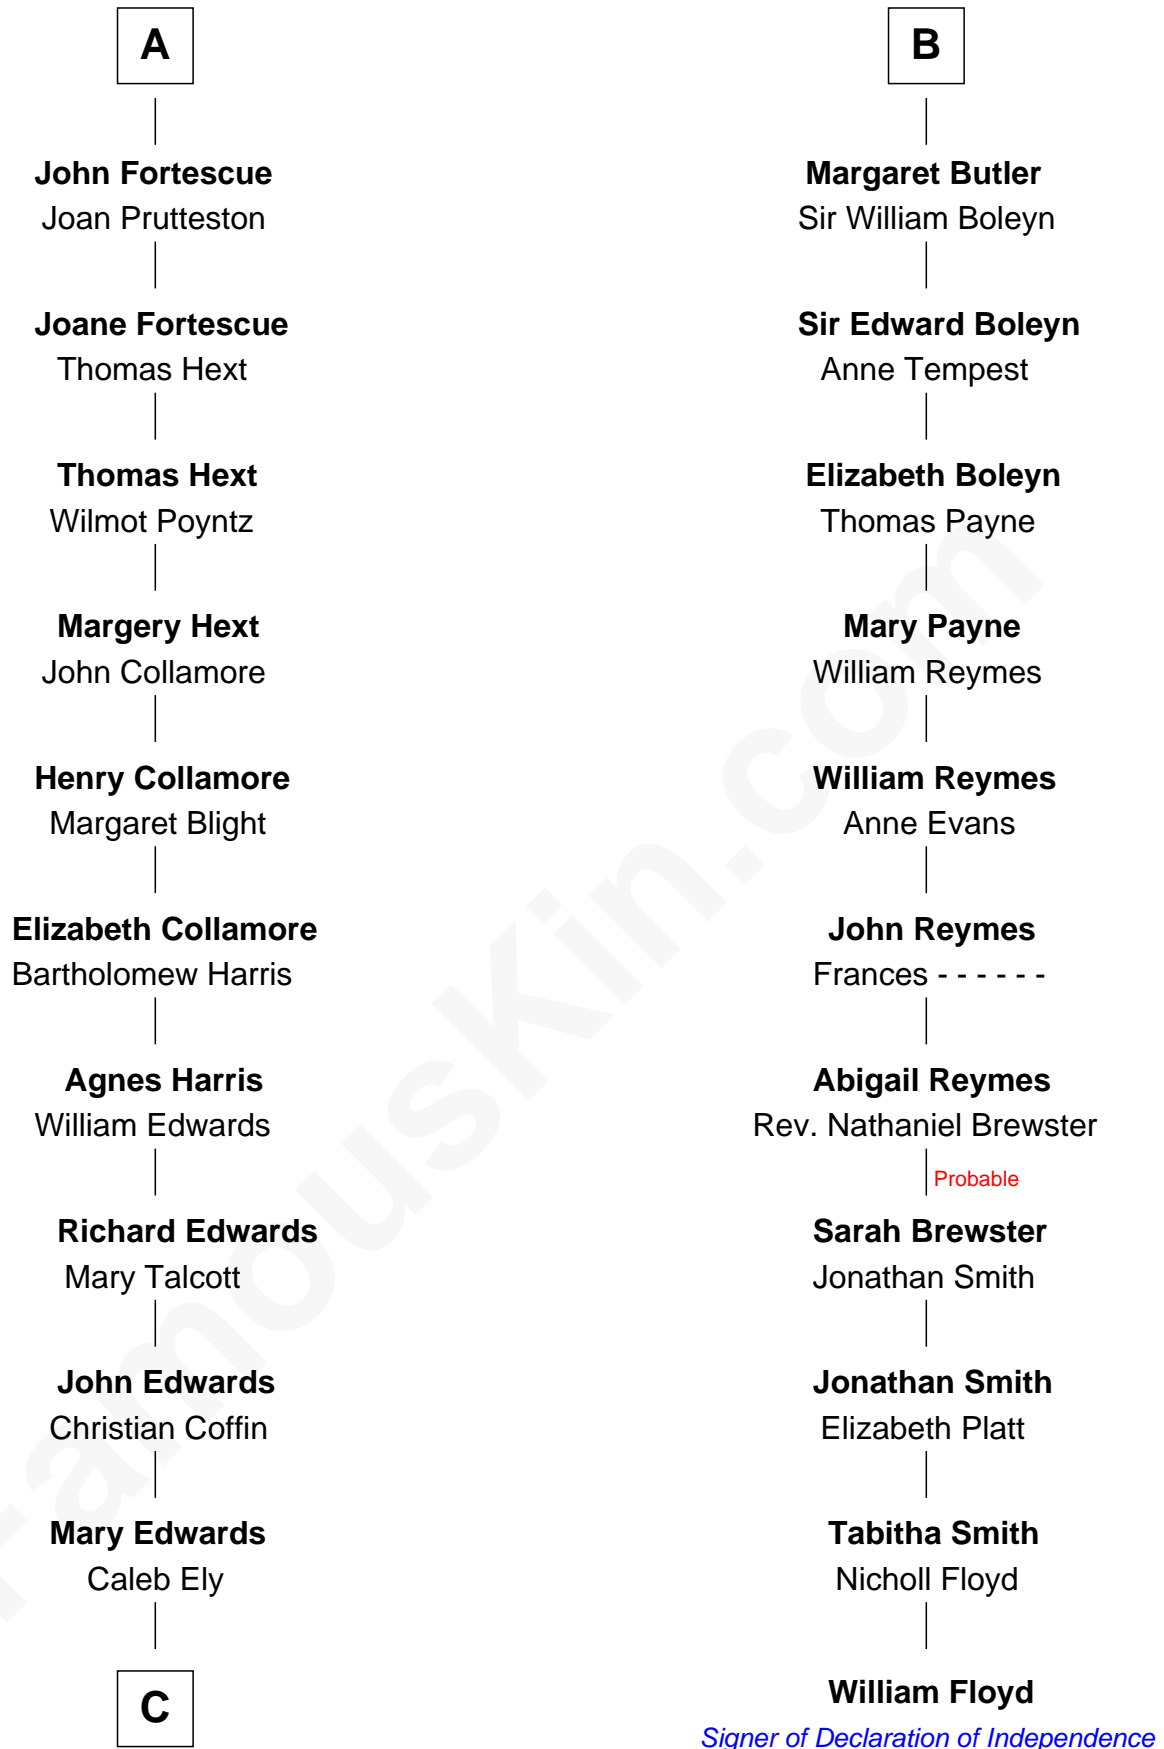 A
John Fortescue
Joan Prutteston
Joane Fortescue
Thomas Hext
Thomas Hext
Wilmot Poyntz
Margery Hext
John Collamore
Henry Collamore
Margaret Blight
Elizabeth Collamore
Bartholomew Harris
Agnes Harris
William Edwards
Richard Edwards
Mary Talcott
John Edwards
Christian Coffin
Mary Edwards
Caleb Ely
C
B
Margaret Butler
Sir William Boleyn
Sir Edward Boleyn
Anne Tempest
Elizabeth Boleyn
Thomas Payne
Mary Payne
William Reymes
William Reymes
Anne Evans
John Reymes
Frances - - - - - -
Abigail Reymes
Rev. Nathaniel Brewster
Probable
Sarah Brewster
Jonathan Smith
Jonathan Smith
Elizabeth Platt
Tabitha Smith
Nicholl Floyd
William Floyd
Signer of Declaration of Independence
FamousKin.com